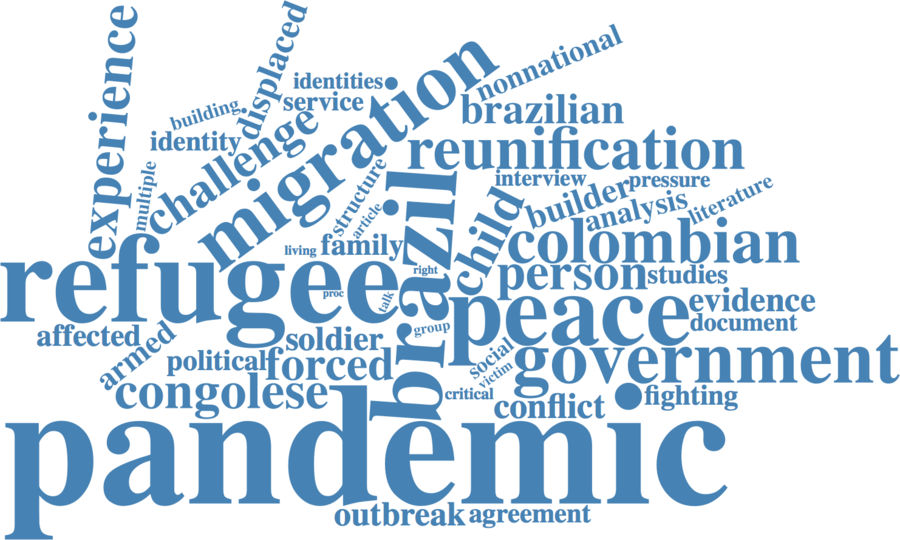 experience
displaced
building
identities
service
identity
challenge
multiple
migration
nonnational
brazilian
reunification
interview
pressure
structure
article
builder
analysis
literature
living
family
brazil
child
colombian
refugee
right
person
studies
proc
talk
peace
evidence
document
affected
armed
soldier
group
political
forced
social
victim
government
congolese
critical
conflict
fighting
pandemic
outbreak
agreement